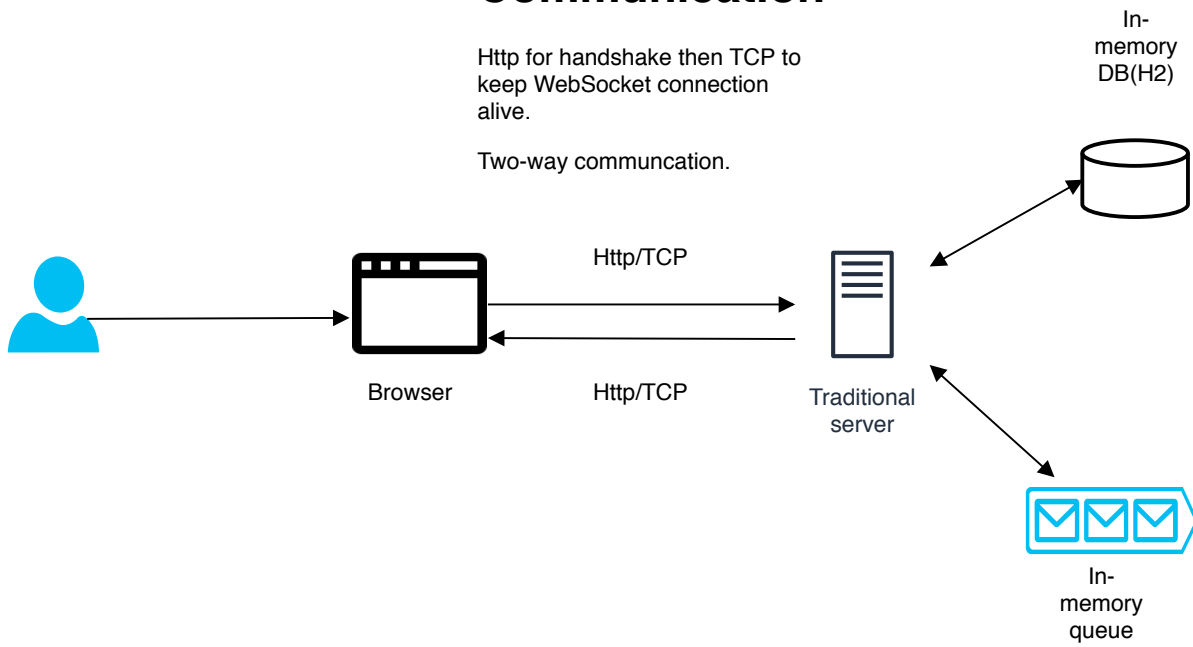 Communication
In-
memory
DB(H2)
Http for handshake then TCP to
keep WebSocket connection
alive.
Two-way communcation.
Http/TCP
Browser
Http/TCP
Traditional
server
In-
memory
queue